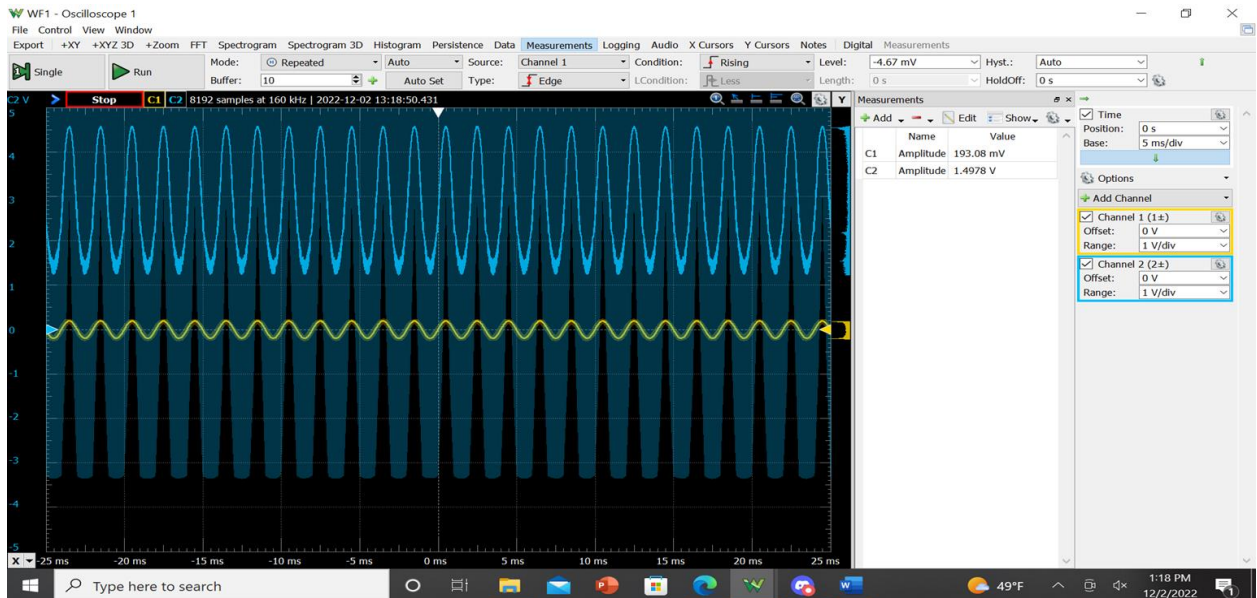 WF1 - Oscilloscope 1
File Control View Window
Export +XY +XYZ 3D +Zoom FFT Spectrogram Spectrogram 3D Histogram Persistence Data Measurements Logging Audio X Cursors Y Cursors Notes Digital Measurements
Single Run Mode: Repeated Auto Source: Channel 1 Condition: Rising Level: -4.67 mV Hyst.: Auto
Buffer: 10 Auto Set Type: Edge LCondition: Less Length: 0 s HoldOff: 0 s
C2 V Stop C1 C2 8192 samples at 160 kHz | 2022-12-02 13:18:50.431 Y
Measurements
Add Edit Show
Name Value
C1 Amplitude 193.08 mV
C2 Amplitude 1.4978 V
Time
Position: 0 s
Base: 5 ms/div
Options
Add Channel
Channel 1 (1±)
Offset: 0 V
Range: 1 V/div
Channel 2 (2±)
Offset: 0 V
Range: 1 V/div
5
4
3
2
1
0
-1
-2
-3
-4
-5
X -25 ms -20 ms -15 ms -10 ms -5 ms 0 ms 5 ms 10 ms 15 ms 20 ms 25 ms
Type here to search
49°F
1:18 PM
12/2/2022